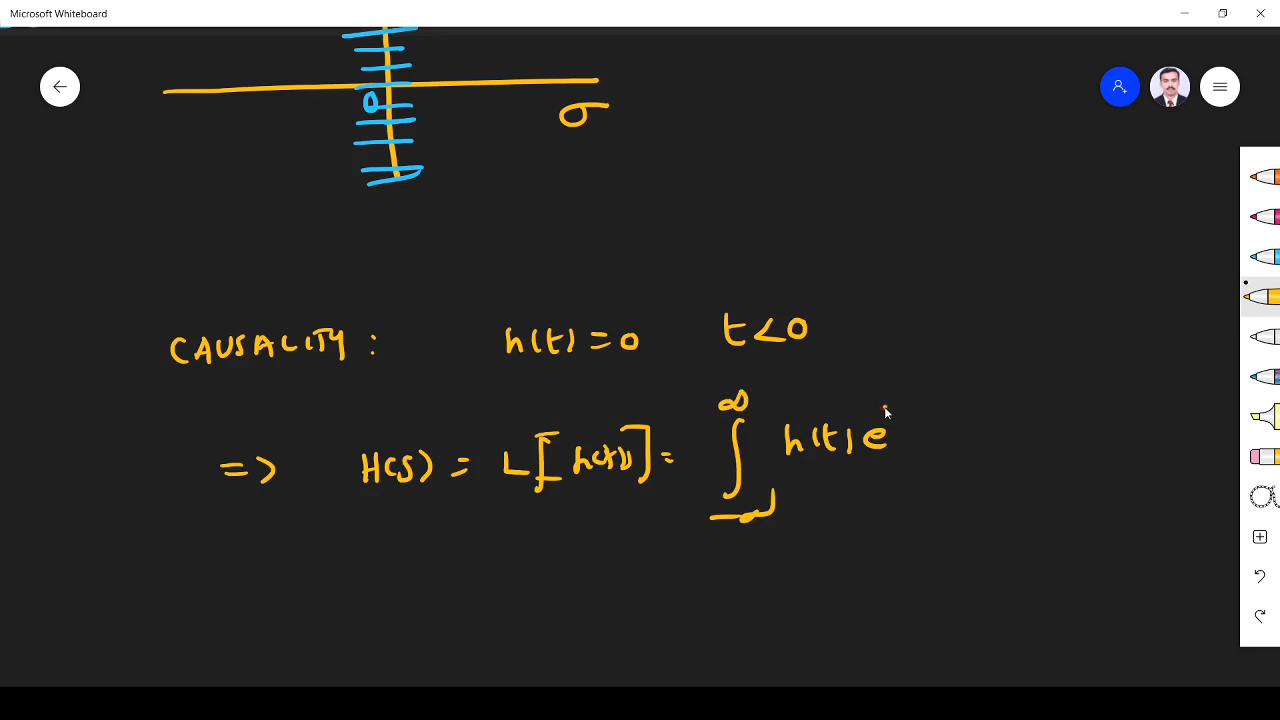 Microsoft Whiteboard
0
σ
CAUSALITY : h(t) = 0 t < 0
=> H(S) = L[h(t)] = ∫_{-∞}^{∞} h(t) e